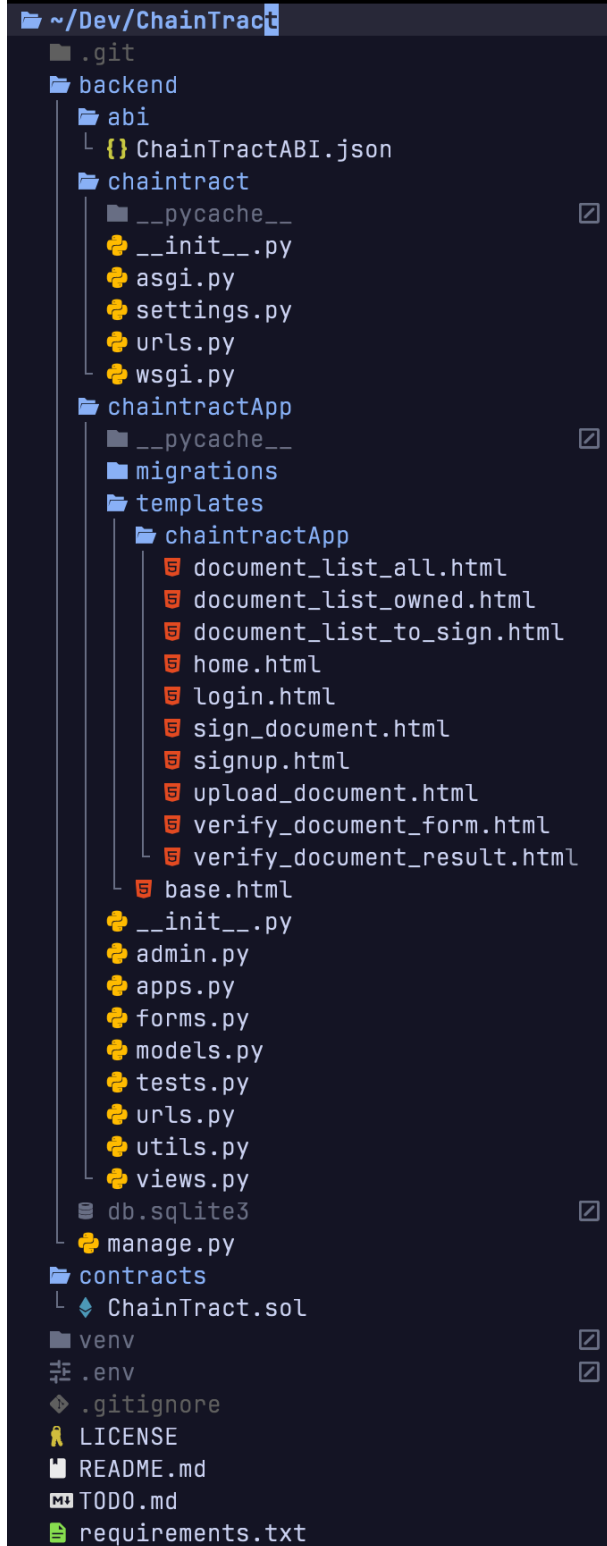 ~/Dev/ChainTract
.git
backend
abi
{} ChainTractABI.json
chaintract
__pycache__
__init__.py
asgi.py
settings.py
urls.py
wsgi.py
chaintractApp
__pycache__
migrations
templates
chaintractApp
document_list_all.html
document_list_owned.html
document_list_to_sign.html
home.html
login.html
sign_document.html
signup.html
upload_document.html
verify_document_form.html
verify_document_result.html
base.html
__init__.py
admin.py
apps.py
forms.py
models.py
tests.py
urls.py
utils.py
views.py
db.sqlite3
manage.py
contracts
ChainTract.sol
venv
.env
.gitignore
LICENSE
README.md
TODO.md
requirements.txt